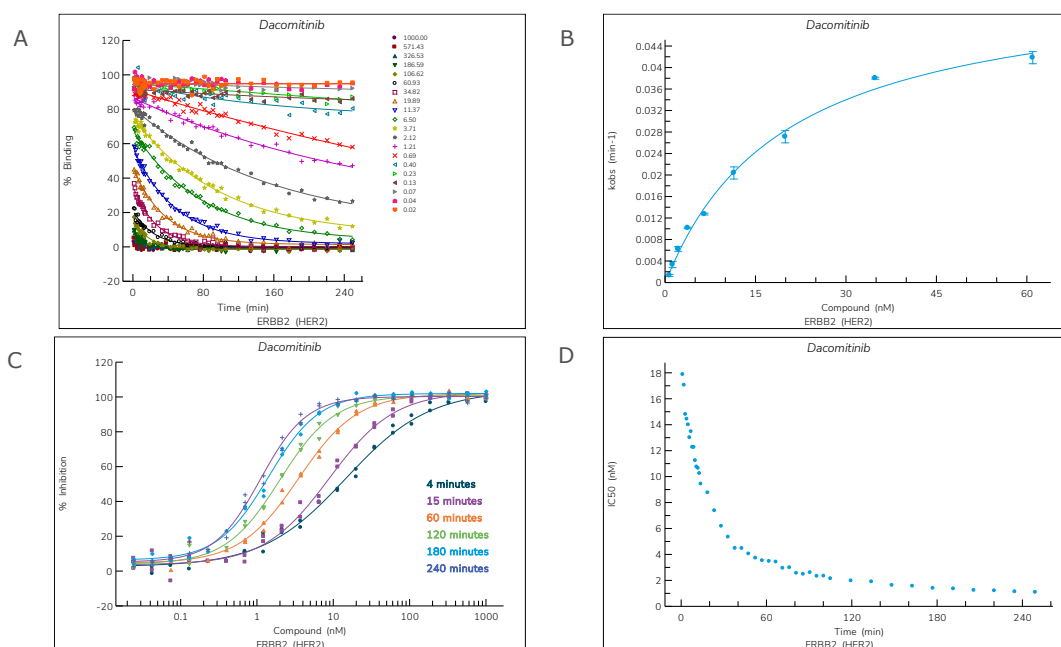 A
Dacomitinib
% Binding
120
100
80
60
40
20
0
-20
0
80
160
240
Time (min)
ERBB2 (HER2)
1000.00
571.43
326.53
186.59
106.62
60.93
34.82
19.89
11.37
6.50
3.71
2.12
1.21
0.69
0.40
0.23
0.13
0.07
0.04
0.02
B
Dacomitinib
kobs (min-1)
0.044
0.04
0.036
0.032
0.028
0.024
0.02
0.016
0.012
0.008
0.004
0
0
15
30
45
60
Compound (nM)
ERBB2 (HER2)
C
Dacomitinib
% Inhibition
120
100
80
60
40
20
0
-20
0.1
1
10
100
1000
Compound (nM)
ERBB2 (HER2)
4 minutes
15 minutes
60 minutes
120 minutes
180 minutes
240 minutes
D
Dacomitinib
IC50 (nM)
18
16
14
12
10
8
6
4
2
0
0
60
120
180
240
Time (min)
ERBB2 (HER2)